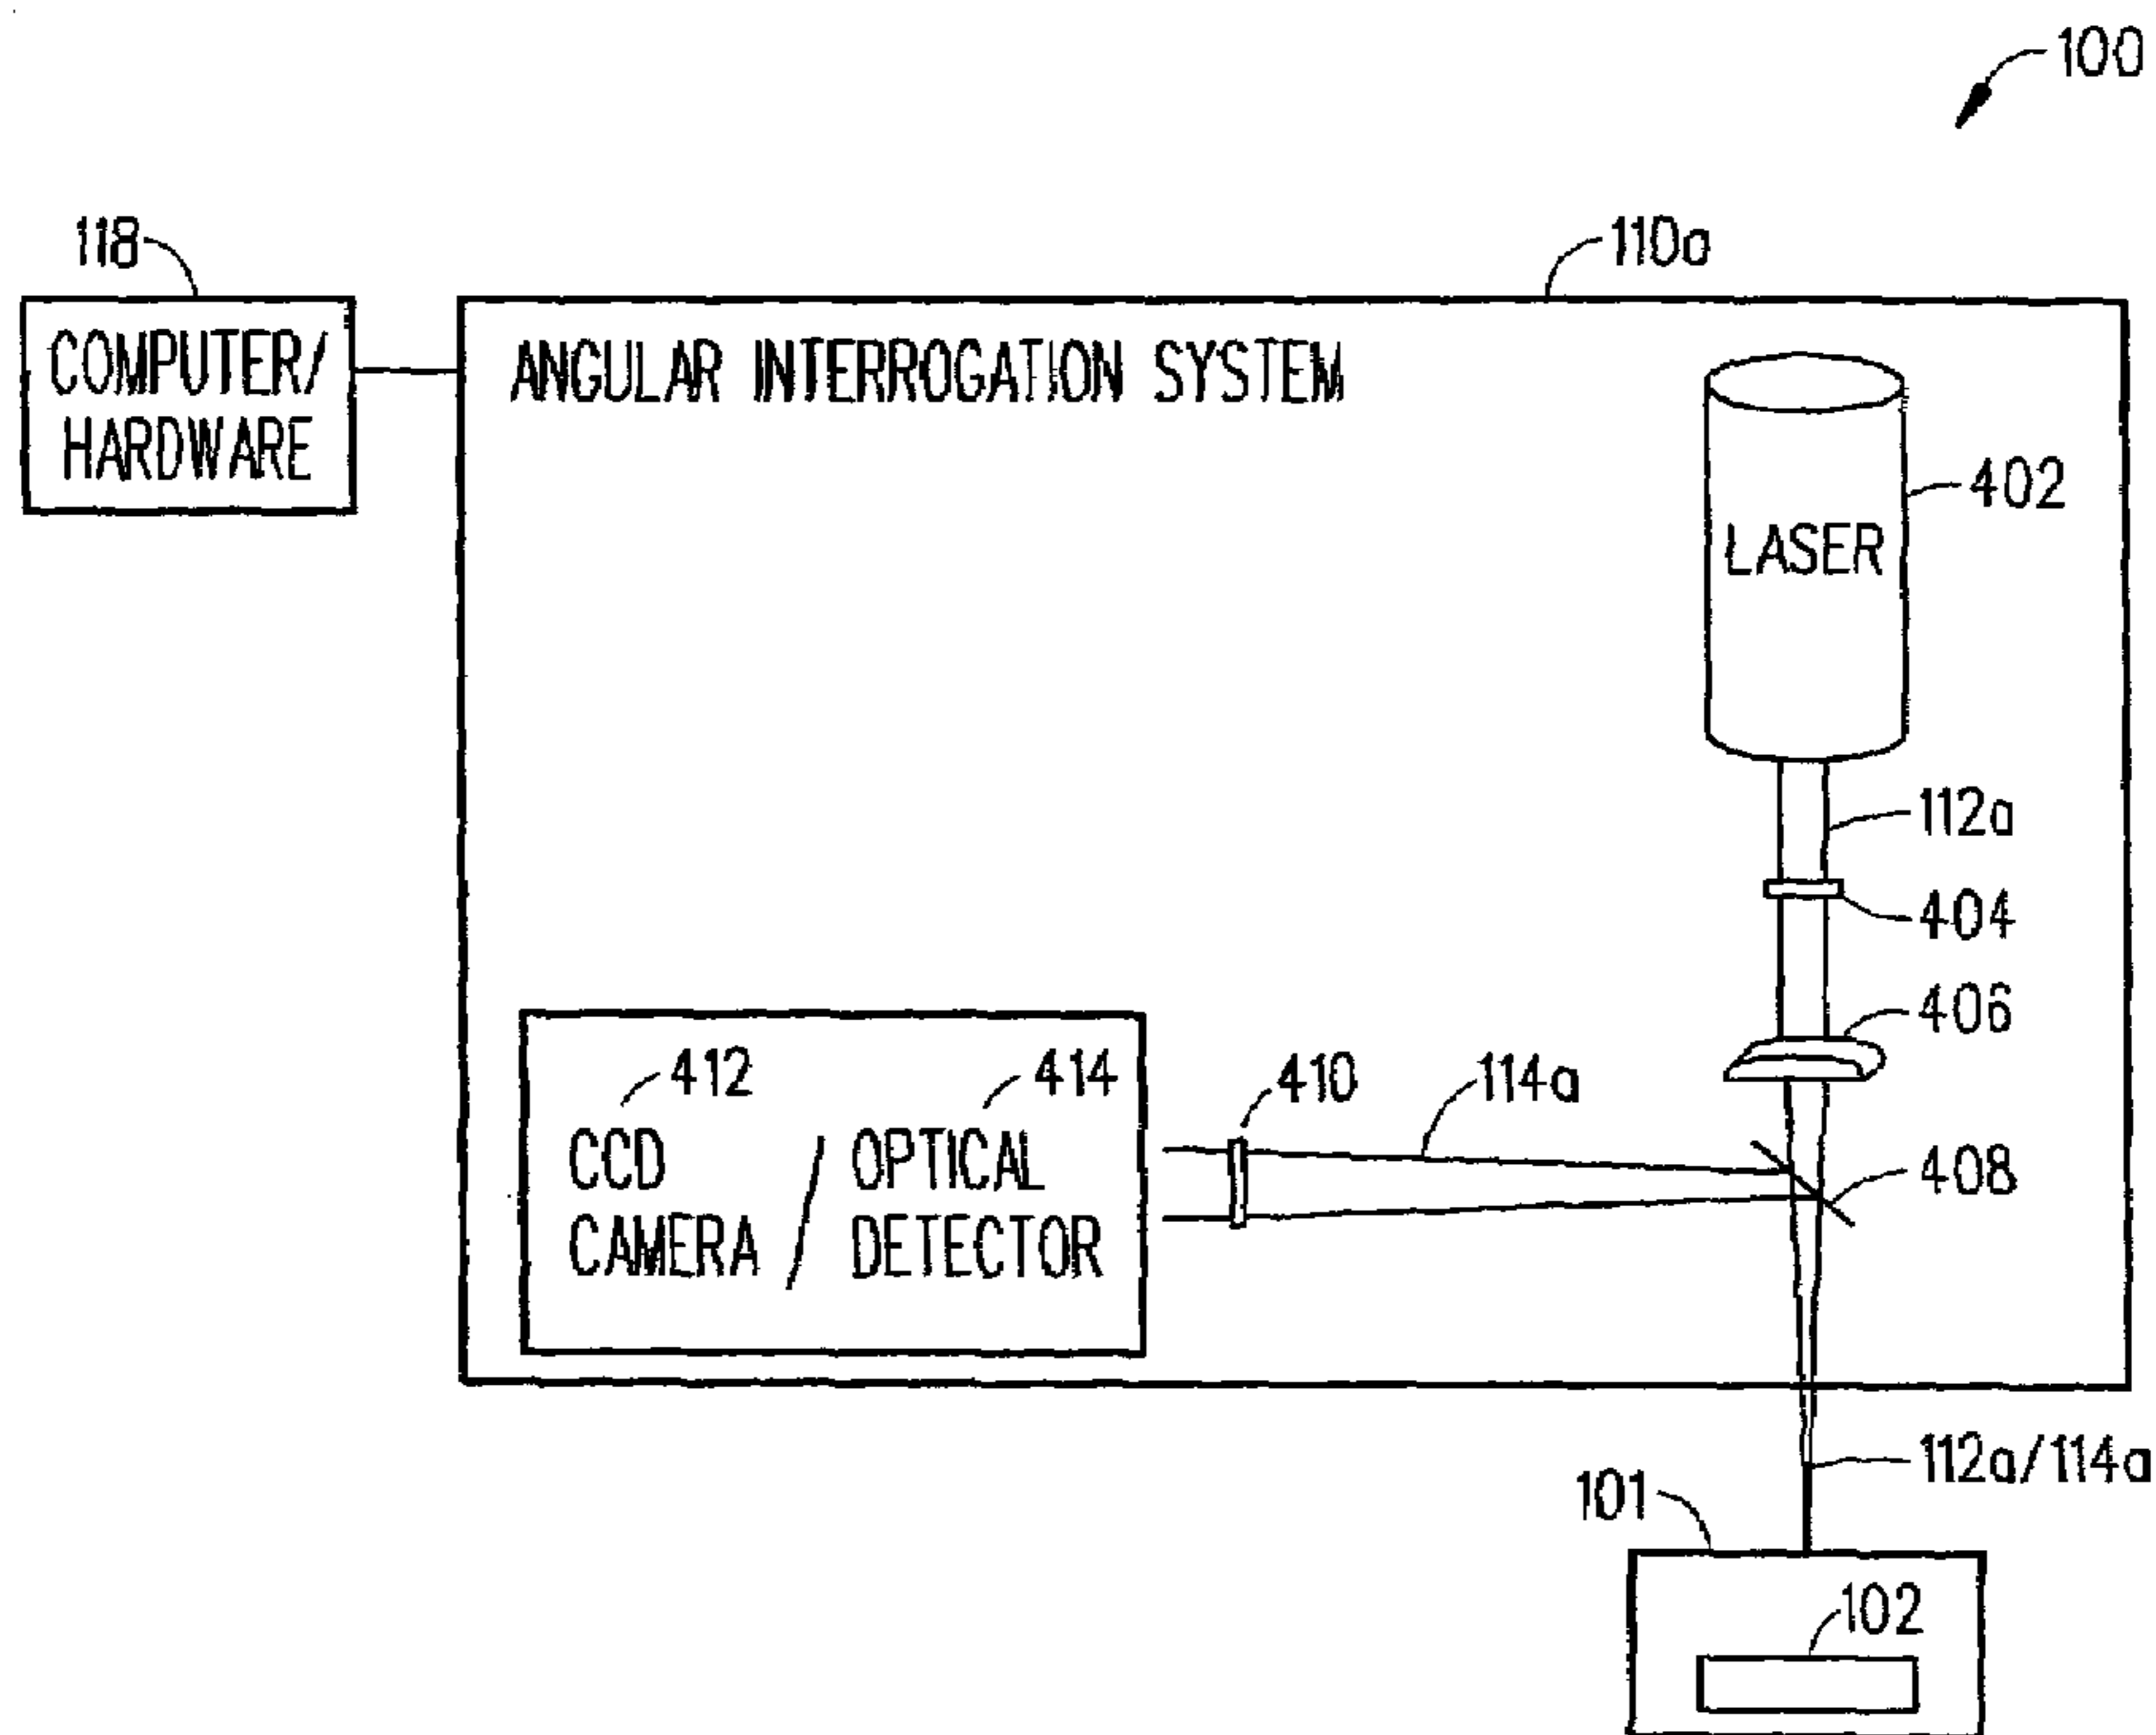 100
118
110a
COMPUTER/
HARDWARE
ANGULAR INTERROGATION SYSTEM
402
LASER
112a
404
406
412
414
410
114a
CCD
CAMERA
/
OPTICAL
DETECTOR
408
112a/114a
101
102